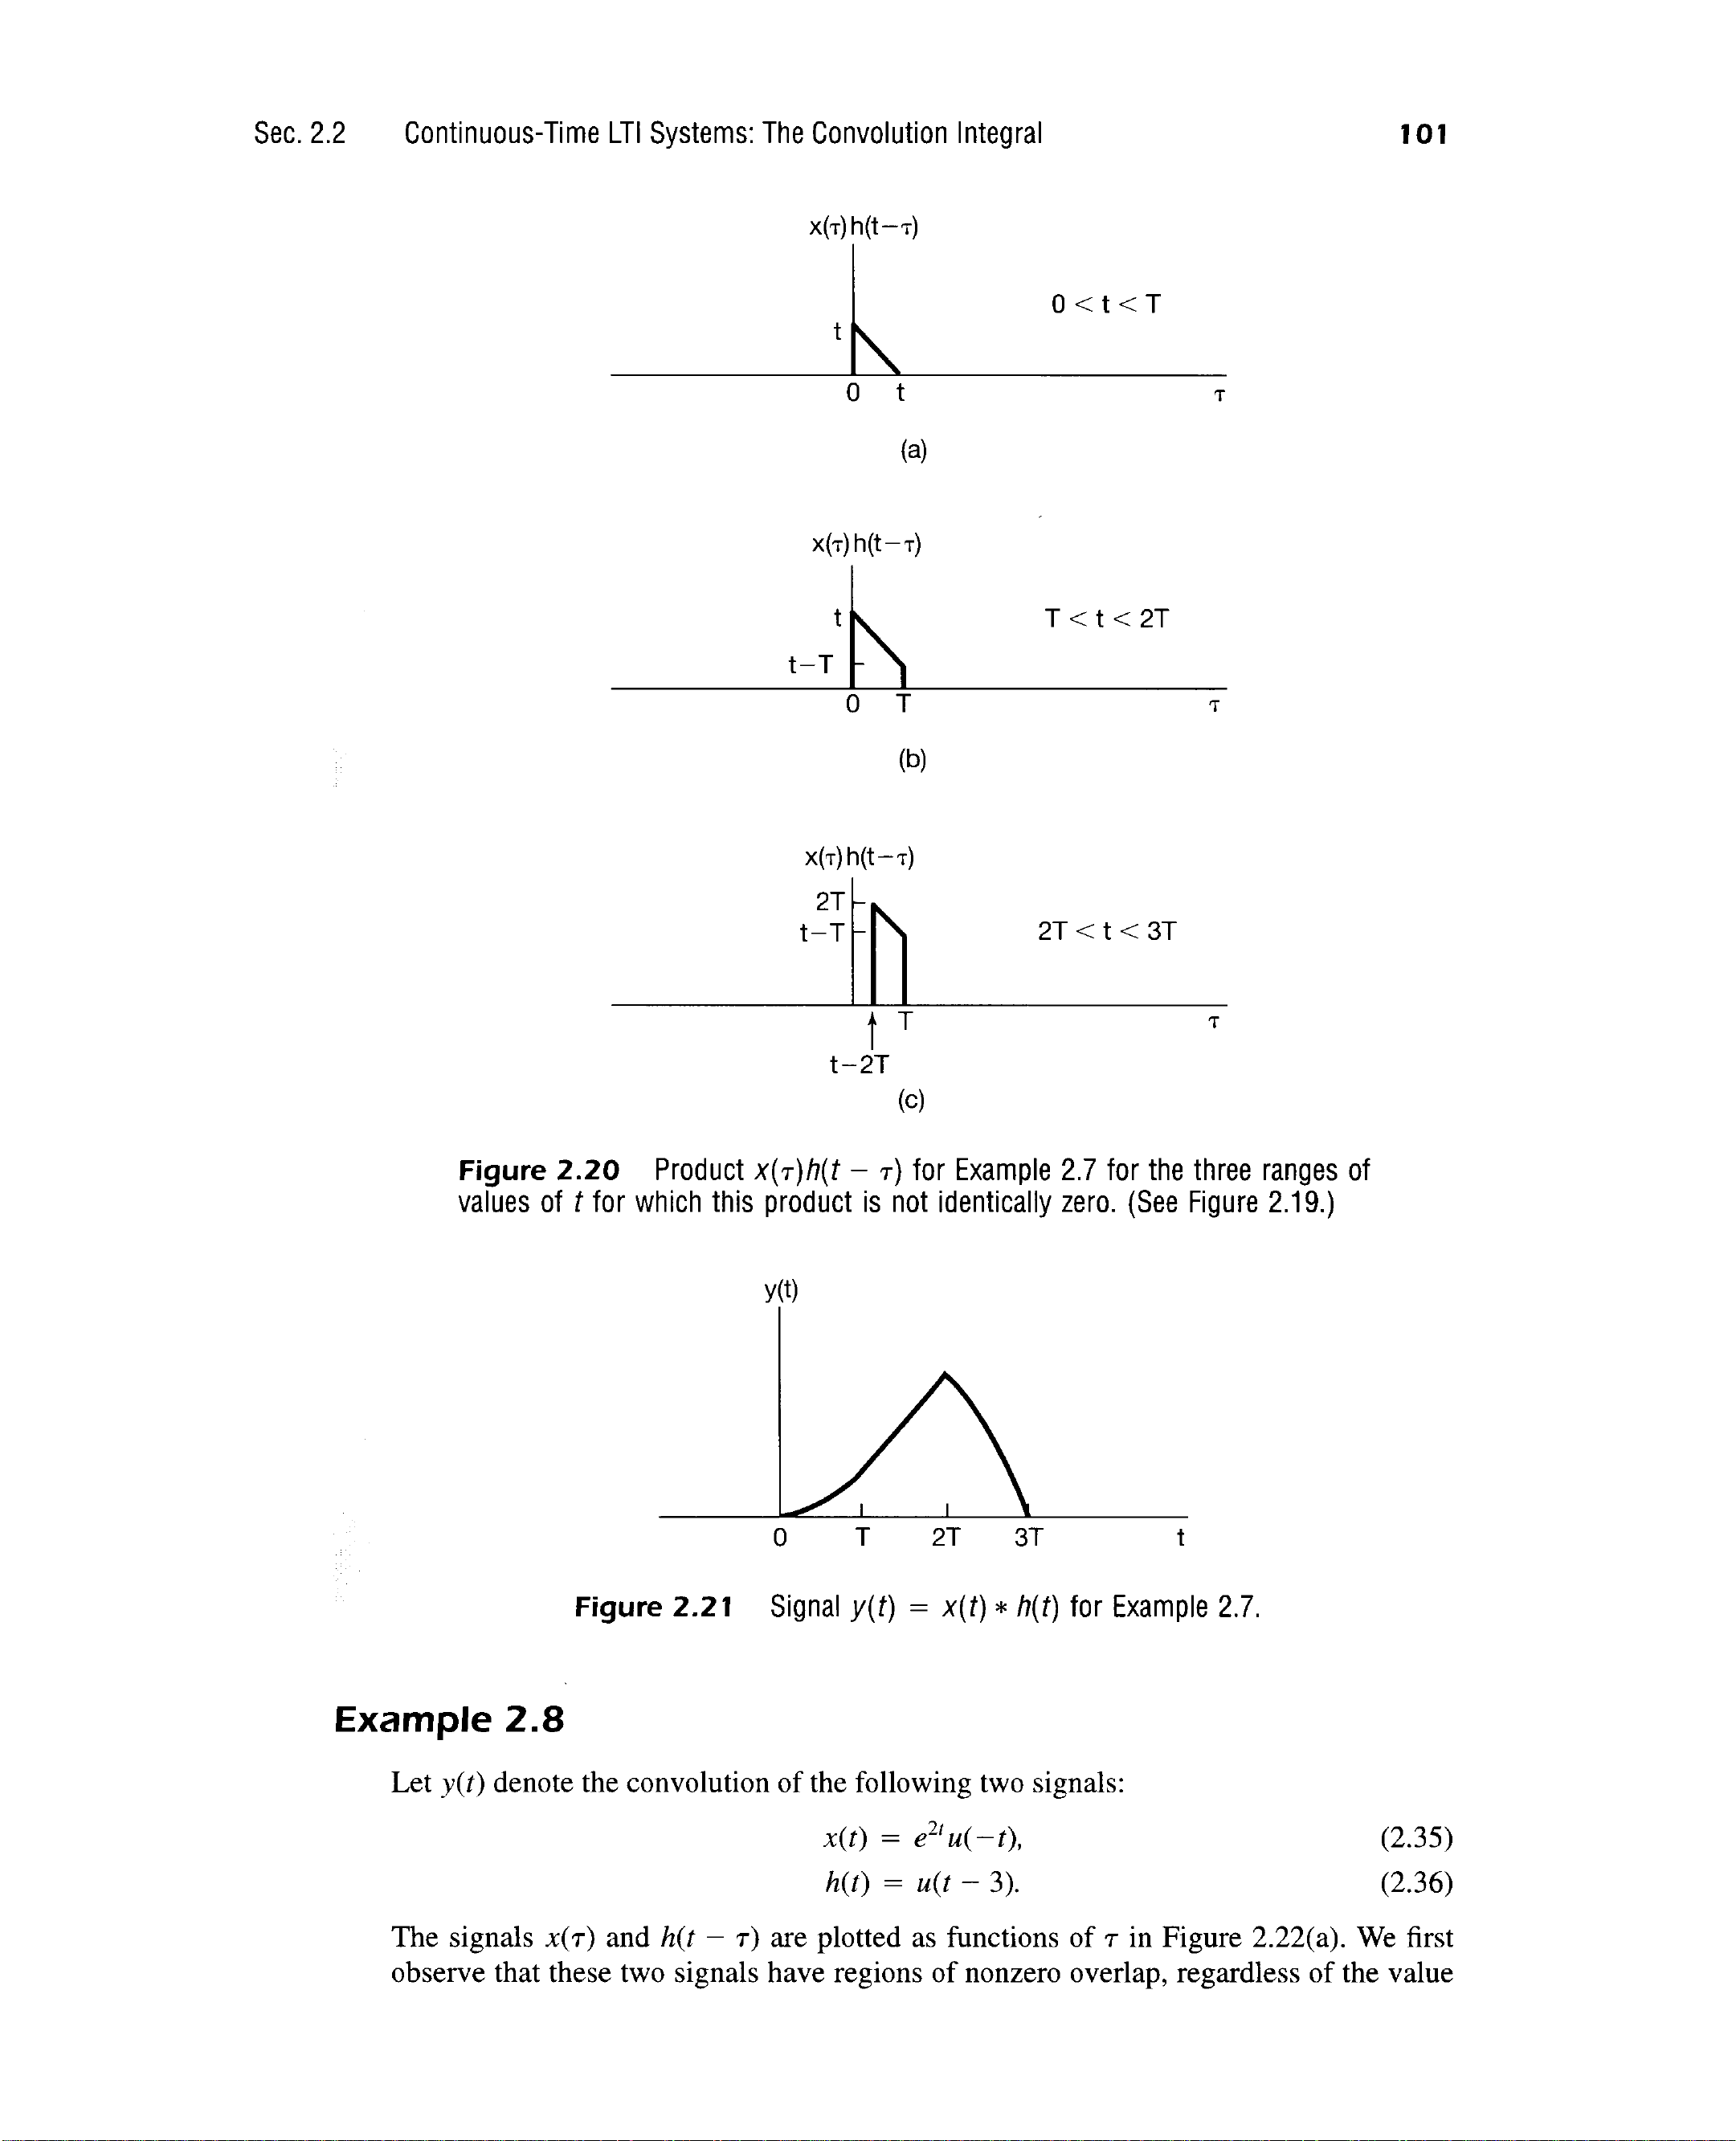 Sec. 2.2 Continuous-Time LTI Systems: The Convolution Integral 101
x(τ)h(t−τ)
0 < t < T
t
0 t τ
(a)
x(τ)h(t−τ)
t T < t < 2T
t−T
0 T τ
(b)
x(τ)h(t−τ)
2T
t−T 2T < t < 3T
T τ
t−2T
(c)
Figure 2.20 Product x(τ)h(t − τ) for Example 2.7 for the three ranges of
values of t for which this product is not identically zero. (See Figure 2.19.)
y(t)
0 T 2T 3T t
Figure 2.21 Signal y(t) = x(t) * h(t) for Example 2.7.
Example 2.8
Let y(t) denote the convolution of the following two signals:
x(t) = e^{2t}u(−t), (2.35)
h(t) = u(t − 3). (2.36)
The signals x(τ) and h(t − τ) are plotted as functions of τ in Figure 2.22(a). We first
observe that these two signals have regions of nonzero overlap, regardless of the value